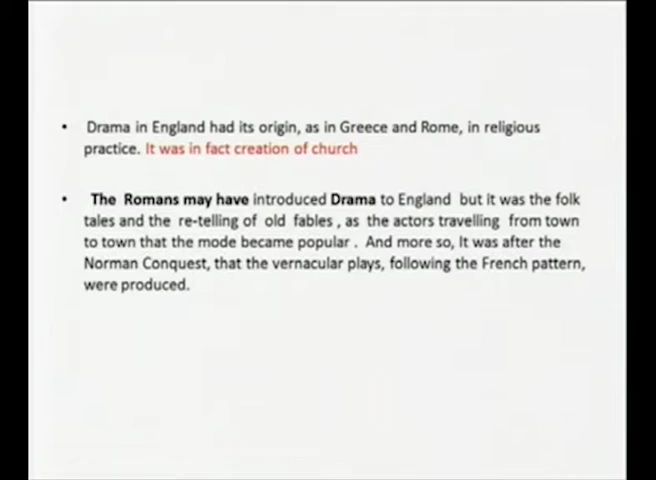 • Drama in England had its origin, as in Greece and Rome, in religious
practice. It was in fact creation of church
• The Romans may have introduced Drama to England but it was the folk
tales and the re-telling of old fables , as the actors travelling from town
to town that the mode became popular . And more so, It was after the
Norman Conquest, that the vernacular plays, following the French pattern,
were produced.